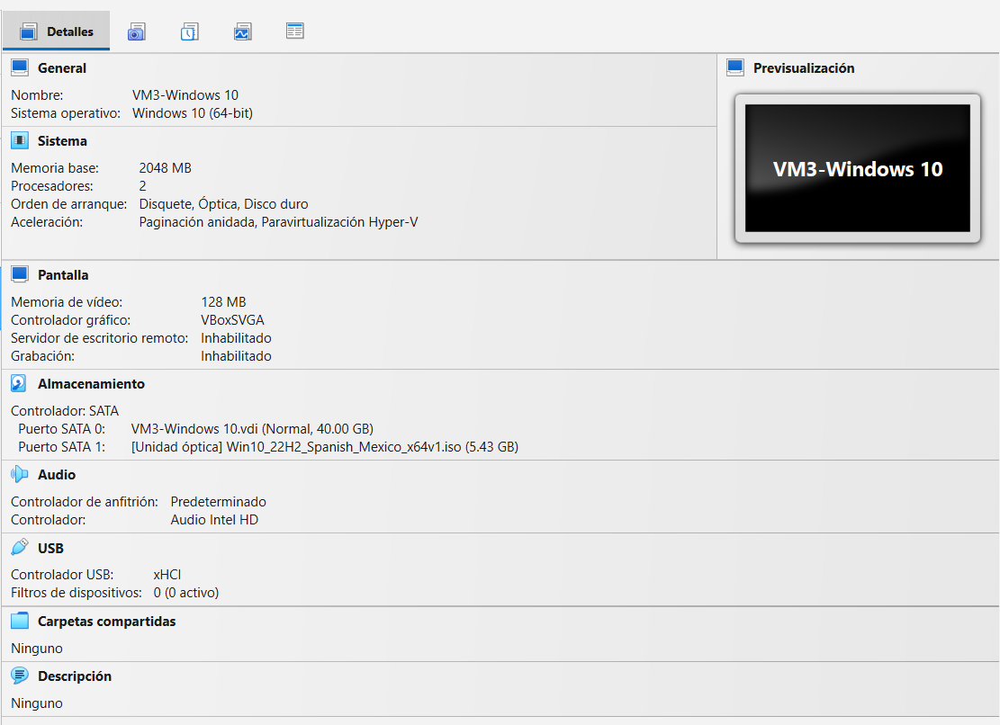 Detalles
General
Nombre: VM3-Windows 10
Sistema operativo: Windows 10 (64-bit)
Previsualización
VM3-Windows 10
Sistema
Memoria base: 2048 MB
Procesadores: 2
Orden de arranque: Disquete, Óptica, Disco duro
Aceleración: Paginación anidada, Paravirtualización Hyper-V
Pantalla
Memoria de vídeo: 128 MB
Controlador gráfico: VBoxSVGA
Servidor de escritorio remoto: Inhabilitado
Grabación: Inhabilitado
Almacenamiento
Controlador: SATA
Puerto SATA 0: VM3-Windows 10.vdi (Normal, 40.00 GB)
Puerto SATA 1: [Unidad óptica] Win10_22H2_Spanish_Mexico_x64v1.iso (5.43 GB)
Audio
Controlador de anfitrión: Predeterminado
Controlador: Audio Intel HD
USB
Controlador USB: xHCI
Filtros de dispositivos: 0 (0 activo)
Carpetas compartidas
Ninguno
Descripción
Ninguno